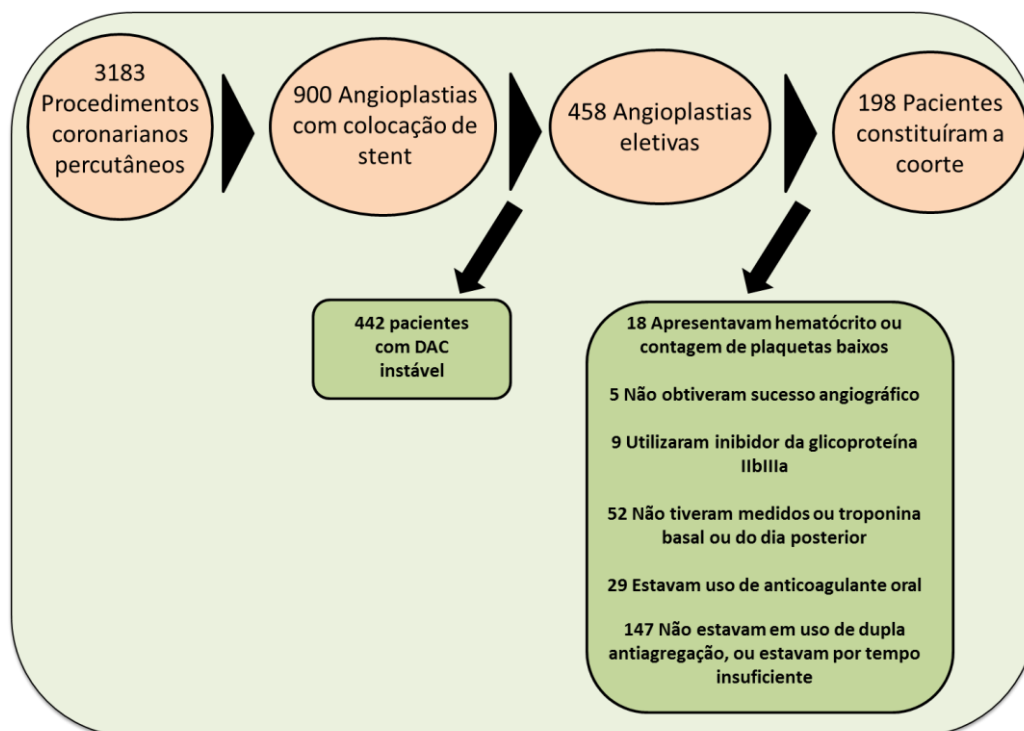 3183
Procedimentos
coronarianos
percutâneos
900 Angioplastias
com colocação de
stent
458 Angioplastias
eletivas
198 Pacientes
constituíram a
coorte
442 pacientes
com DAC
instável
18 Apresentavam hematócrito ou
contagem de plaquetas baixos
5 Não obtiveram sucesso angiográfico
9 Utilizaram inibidor da glicoproteína
IIbIIIa
52 Não tiveram medidos ou troponina
basal ou do dia posterior
29 Estavam uso de anticoagulante oral
147 Não estavam em uso de dupla
antiagregação, ou estavam por tempo
insuficiente